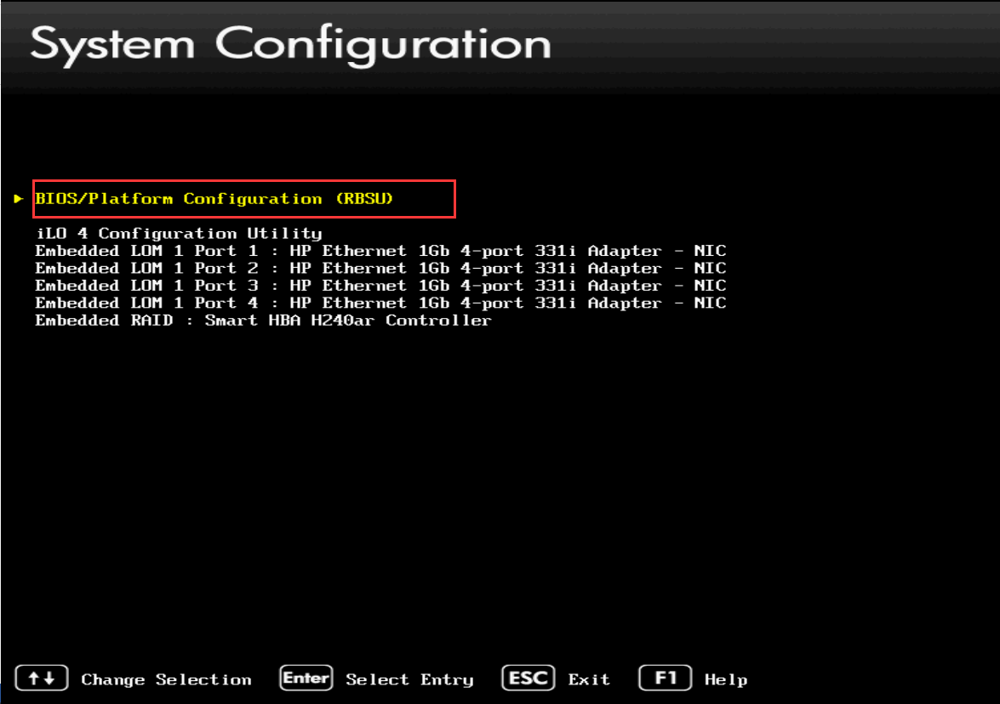 System Configuration
BIOS/Platform Configuration (RBSU)
iLO 4 Configuration Utility
Embedded LOM 1 Port 1 : HP Ethernet 1Gb 4-port 331i Adapter - NIC
Embedded LOM 1 Port 2 : HP Ethernet 1Gb 4-port 331i Adapter - NIC
Embedded LOM 1 Port 3 : HP Ethernet 1Gb 4-port 331i Adapter - NIC
Embedded LOM 1 Port 4 : HP Ethernet 1Gb 4-port 331i Adapter - NIC
Embedded RAID : Smart HBA H240ar Controller
↑↓ Change Selection Enter Select Entry ESC Exit F1 Help